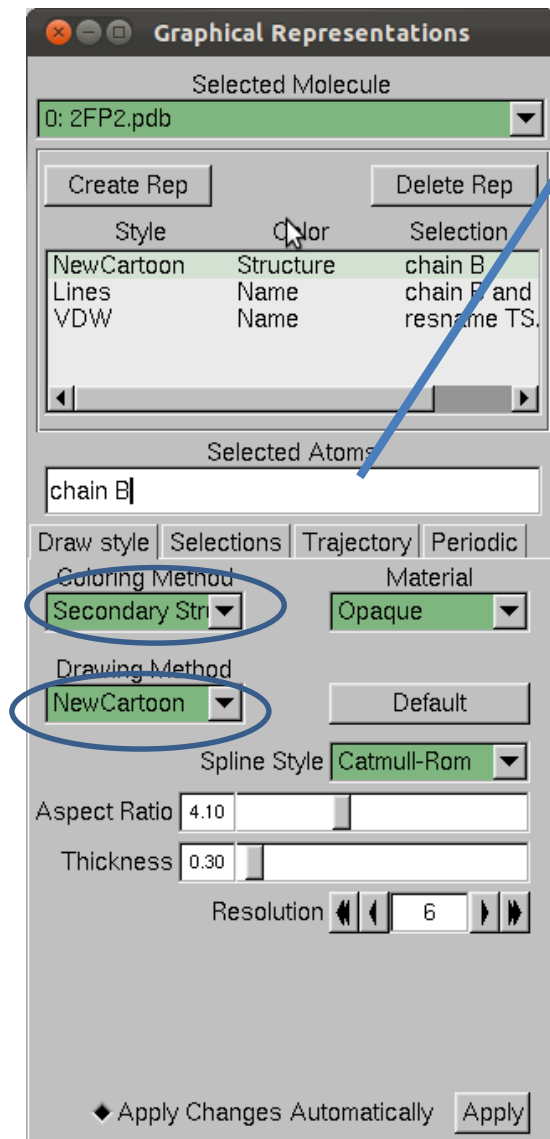 Graphical Representations
Selected Molecule
0: 2FP2.pdb
Create Rep Delete Rep
Style Color Selection
NewCartoon Structure chain B
Lines Name chain B and
VDW Name resname TS.
Selected Atoms
chain B
Draw style Selections Trajectory Periodic
Coloring Method Material
Secondary Stru Opaque
Drawing Method
NewCartoon Default
Spline Style Catmull-Rom
Aspect Ratio 4.10
Thickness 0.30
Resolution 6
Apply Changes Automatically Apply